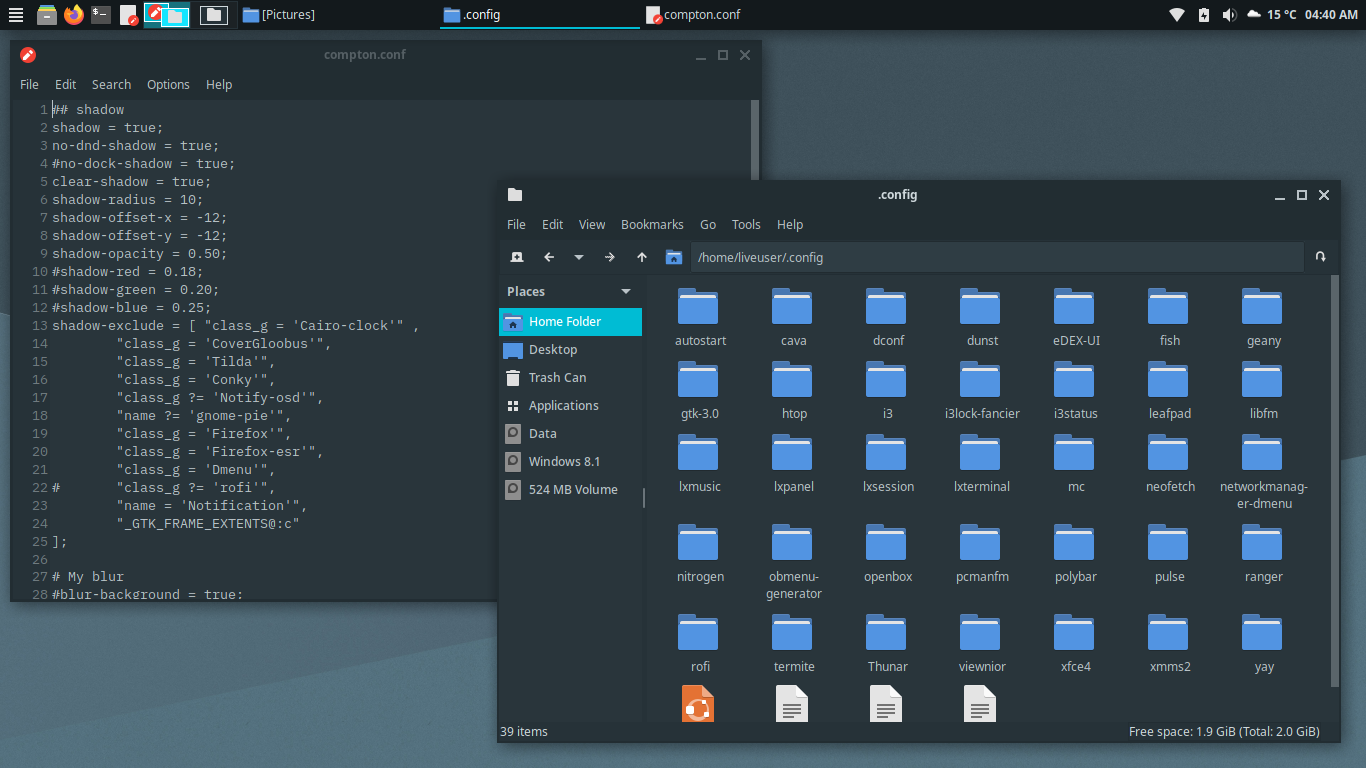 [Pictures]
.config
compton.conf
15 °C
04:40 AM
compton.conf
File Edit Search Options Help
1 ## shadow
2 shadow = true;
3 no-dnd-shadow = true;
4 #no-dock-shadow = true;
5 clear-shadow = true;
6 shadow-radius = 10;
7 shadow-offset-x = -12;
8 shadow-offset-y = -12;
9 shadow-opacity = 0.50;
10 #shadow-red = 0.18;
11 #shadow-green = 0.20;
12 #shadow-blue = 0.25;
13 shadow-exclude = [ "class_g = 'Cairo-clock'" ,
14 "class_g = 'CoverGloobus'",
15 "class_g = 'Tilda'",
16 "class_g = 'Conky'",
17 "class_g ?= 'Notify-osd'",
18 "name ?= 'gnome-pie'",
19 "class_g = 'Firefox'",
20 "class_g = 'Firefox-esr'",
21 "class_g = 'Dmenu'",
22 # "class_g ?= 'rofi'",
23 "name = 'Notification'",
24 "_GTK_FRAME_EXTENTS@:c"
25 ];
26
27 # My blur
28 #blur-background = true;
.config
File Edit View Bookmarks Go Tools Help
/home/liveuser/.config
Places
Home Folder
Desktop
Trash Can
Applications
Data
Windows 8.1
524 MB Volume
autostart cava dconf dunst eDEX-UI fish geany
gtk-3.0 htop i3 i3lock-fancier i3status leafpad libfm
lxmusic lxpanel lxsession lxterminal mc neofetch networkmanag-
er-dmenu
nitrogen obmenu- openbox pcmanfm polybar pulse ranger
generator
rofi termite Thunar viewnior xfce4 xmms2 yay
39 items
Free space: 1.9 GiB (Total: 2.0 GiB)